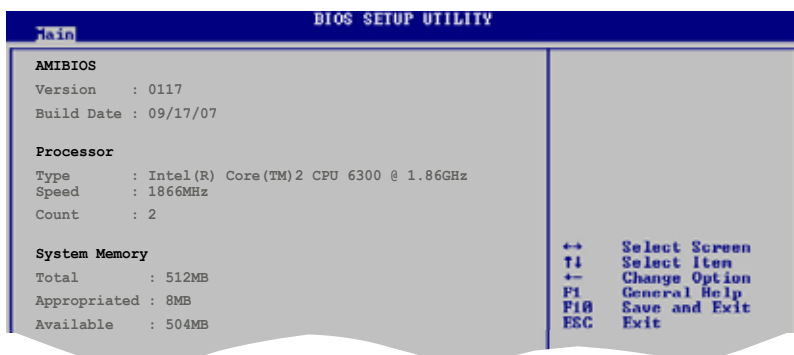 BIOS SETUP UTILITY
Main
AMIBIOS
Version : 0117
Build Date : 09/17/07
Processor
Type : Intel(R) Core(TM)2 CPU 6300 @ 1.86GHz
Speed : 1866MHz
Count : 2
System Memory
Total : 512MB
Appropriated : 8MB
Available : 504MB
←→ Select Screen
↑↓ Select Item
+- Change Option
F1 General Help
F10 Save and Exit
ESC Exit